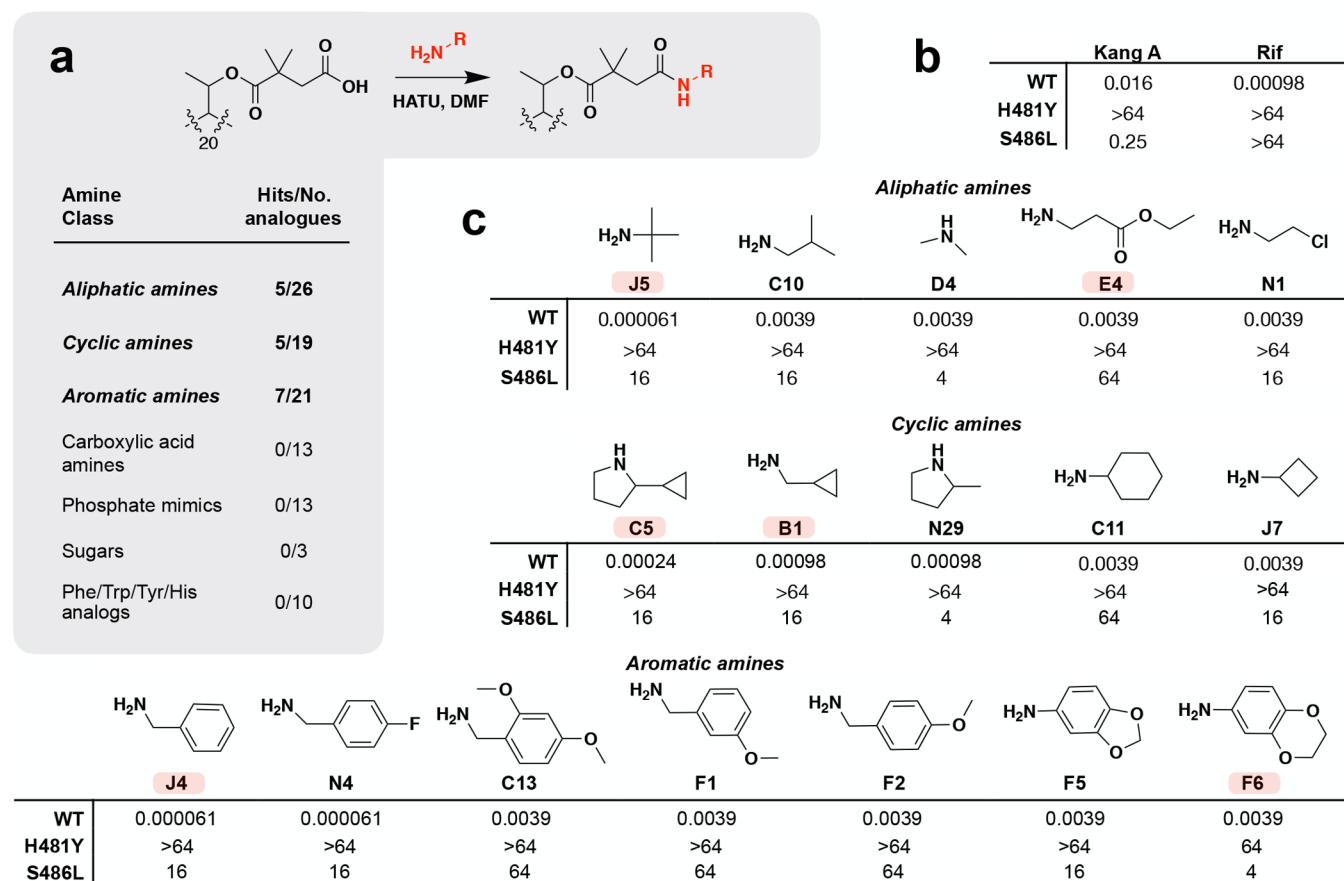 a
H₂N R
O O
O OH
HATU, DMF
O O
O N R
H
20
Amine Class
Hits/No. analogues
Aliphatic amines 5/26
Cyclic amines 5/19
Aromatic amines 7/21
Carboxylic acid amines 0/13
Phosphate mimics 0/13
Sugars 0/3
Phe/Trp/Tyr/His analogs 0/10
b
Kang A Rif
WT 0.016 0.00098
H481Y >64 >64
S486L 0.25 >64
c
Aliphatic amines
H₂N H₂N H N H₂N O O H₂N Cl
J5 C10 D4 E4 N1
WT 0.000061 0.0039 0.0039 0.0039 0.0039
H481Y >64 >64 >64 >64 >64
S486L 16 16 4 64 16
Cyclic amines
H N H₂N H N H₂N H₂N
C5 B1 N29 C11 J7
WT 0.00024 0.00098 0.00098 0.0039 0.0039
H481Y >64 >64 >64 >64 >64
S486L 16 16 4 64 16
Aromatic amines
H₂N H₂N F H₂N O O H₂N O H₂N O H₂N O O H₂N O O
J4 N4 C13 F1 F2 F5 F6
WT 0.000061 0.000061 0.0039 0.0039 0.0039 0.0039 0.0039
H481Y >64 >64 >64 >64 >64 >64 64
S486L 16 16 64 64 64 16 4